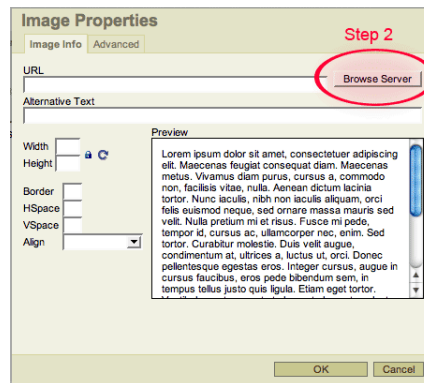 Image Properties
Step 2
Image Info Advanced
URL
Browse Server
Alternative Text
Width
Height
Border
HSpace
VSpace
Align
Preview
Lorem ipsum dolor sit amet, consectetuer adipiscing
elit. Maecenas feugiat consequat diam. Maecenas
metus. Vivamus diam purus, cursus a, commodo
non, facilisis vitae, nulla. Aenean dictum lacinia
tortor. Nunc iaculis, nibh non iaculis aliquam, orci
felis euismod neque, sed ornare massa mauris sed
velit. Nulla pretium mi et risus. Fusce mi pede,
tempor id, cursus ac, ullamcorper nec, enim. Sed
tortor. Curabitur molestie. Duis velit augue,
condimentum at, ultrices a, luctus ut, orci. Donec
pellentesque egestas eros. Integer cursus, augue in
cursus faucibus, eros pede bibendum sem, in
tempus tellus justo quis ligula. Etiam eget tortor.
OK Cancel